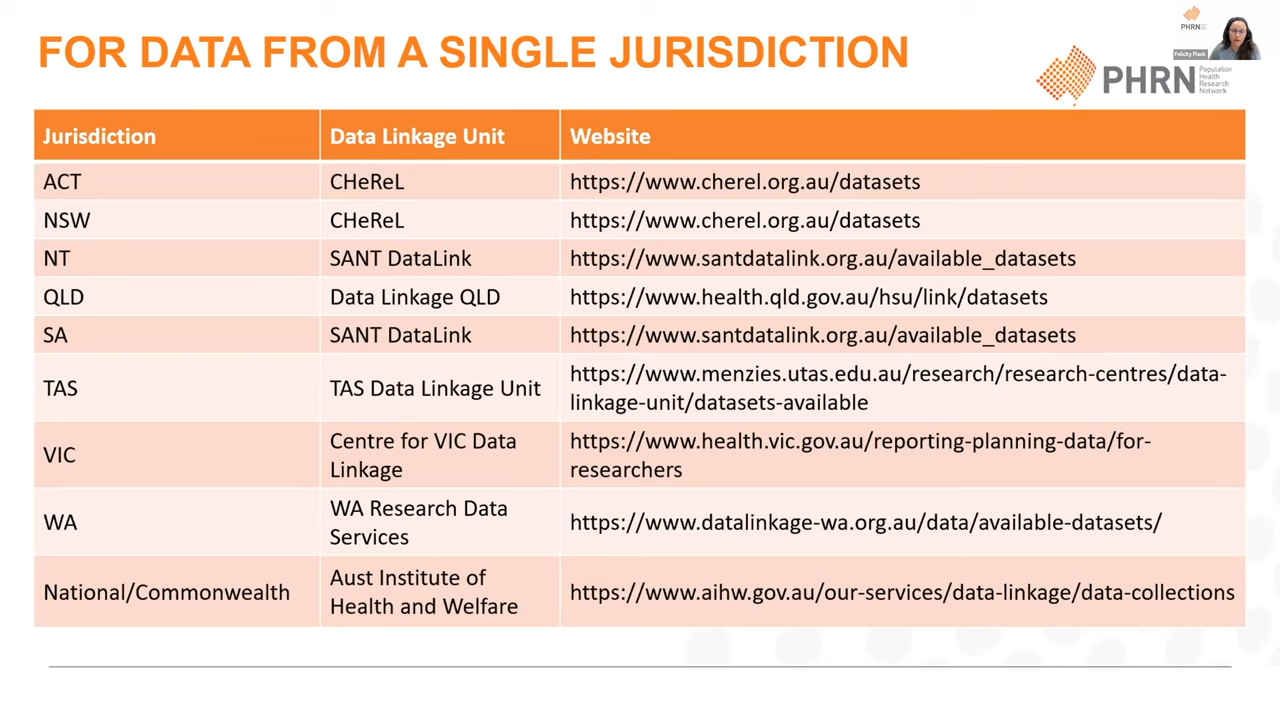 FOR DATA FROM A SINGLE JURISDICTION
PHRN
Felicity Flack
PHRN
Population
Health
Research
Network
Jurisdiction Data Linkage Unit Website
ACT CHeReL https://www.cherel.org.au/datasets
NSW CHeReL https://www.cherel.org.au/datasets
NT SANT DataLink https://www.santdatalink.org.au/available_datasets
QLD Data Linkage QLD https://www.health.qld.gov.au/hsu/link/datasets
SA SANT DataLink https://www.santdatalink.org.au/available_datasets
TAS TAS Data Linkage Unit https://www.menzies.utas.edu.au/research/research-centres/data-
linkage-unit/datasets-available
VIC Centre for VIC Data
Linkage https://www.health.vic.gov.au/reporting-planning-data/for-
researchers
WA WA Research Data
Services https://www.datalinkage-wa.org.au/data/available-datasets/
National/Commonwealth Aust Institute of
Health and Welfare https://www.aihw.gov.au/our-services/data-linkage/data-collections